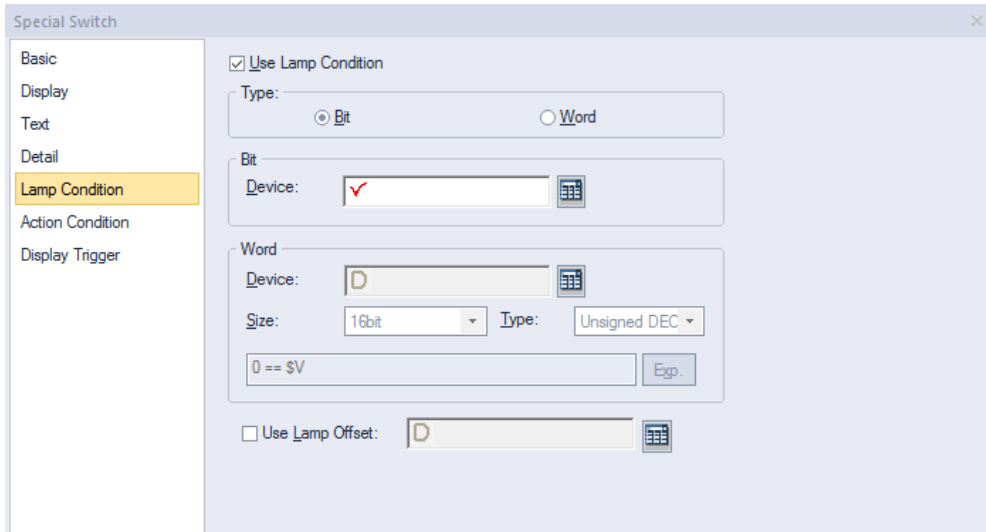 Special Switch
Basic
Display
Text
Detail
Lamp Condition
Action Condition
Display Trigger
Use Lamp Condition
Type:
Bit
Word
Bit
Device:
Word
Device:
D
Size:
16bit
Type:
Unsigned DEC
0 == $V
Exp.
Use Lamp Offset:
D